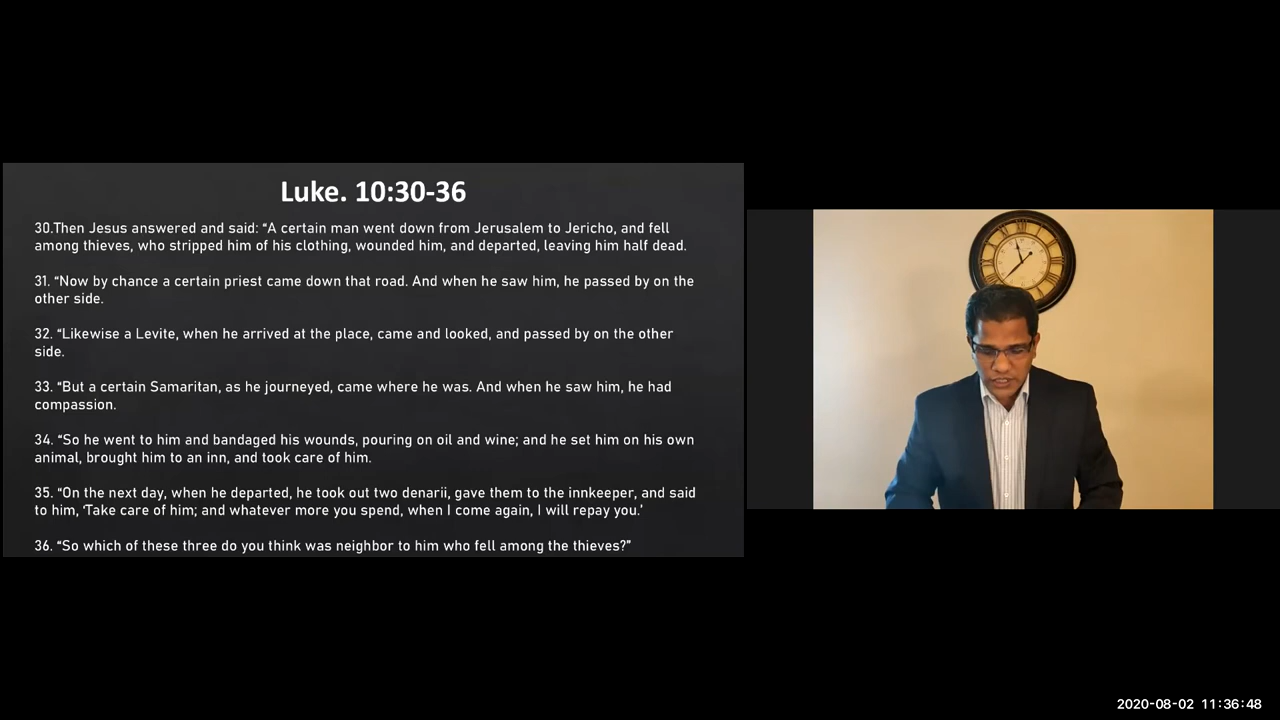 Luke. 10:30-36
30.Then Jesus answered and said: “A certain man went down from Jerusalem to Jericho, and fell
among thieves, who stripped him of his clothing, wounded him, and departed, leaving him half dead.
31. “Now by chance a certain priest came down that road. And when he saw him, he passed by on the
other side.
32. “Likewise a Levite, when he arrived at the place, came and looked, and passed by on the other
side.
33. “But a certain Samaritan, as he journeyed, came where he was. And when he saw him, he had
compassion.
34. “So he went to him and bandaged his wounds, pouring on oil and wine; and he set him on his own
animal, brought him to an inn, and took care of him.
35. “On the next day, when he departed, he took out two denarii, gave them to the innkeeper, and said
to him, ‘Take care of him; and whatever more you spend, when I come again, I will repay you.’
36. “So which of these three do you think was neighbor to him who fell among the thieves?”
2020-08-02 11:36:48